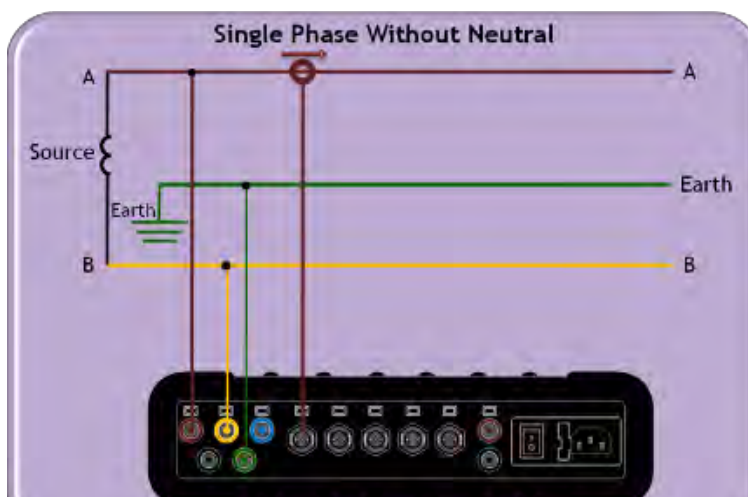 Single Phase Without Neutral
A A
Source
Earth
Earth
B B